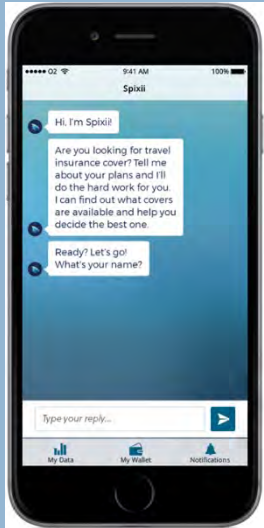 ●●●●● O2 9:41 AM 100%
Spixii
Hi, I'm Spixii!
Are you looking for travel
insurance cover? Tell me
about your plans and I'll
do the hard work for you.
I can find out what covers
are available and help you
decide the best one.
Ready? Let's go!
What's your name?
Type your reply...
My Data My Wallet Notifications